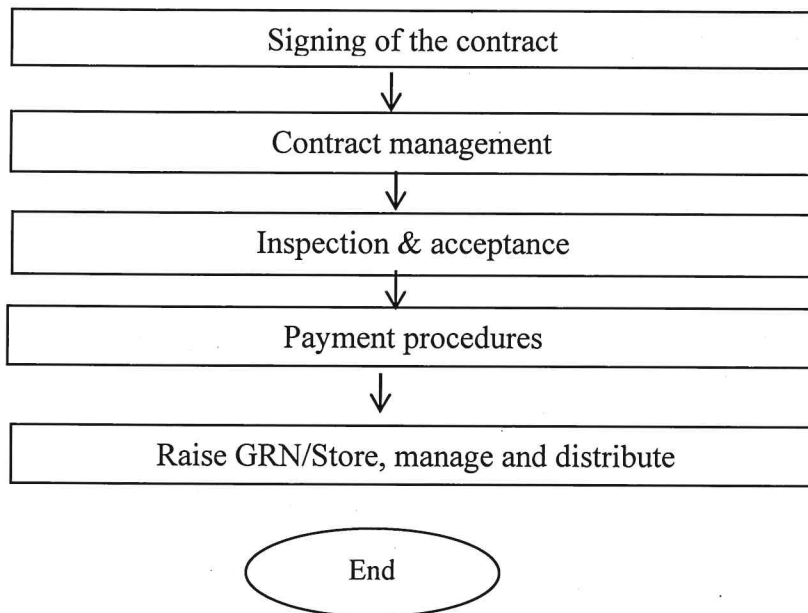 Signing of the contract
Contract management
Inspection & acceptance
Payment procedures
Raise GRN/Store, manage and distribute
End